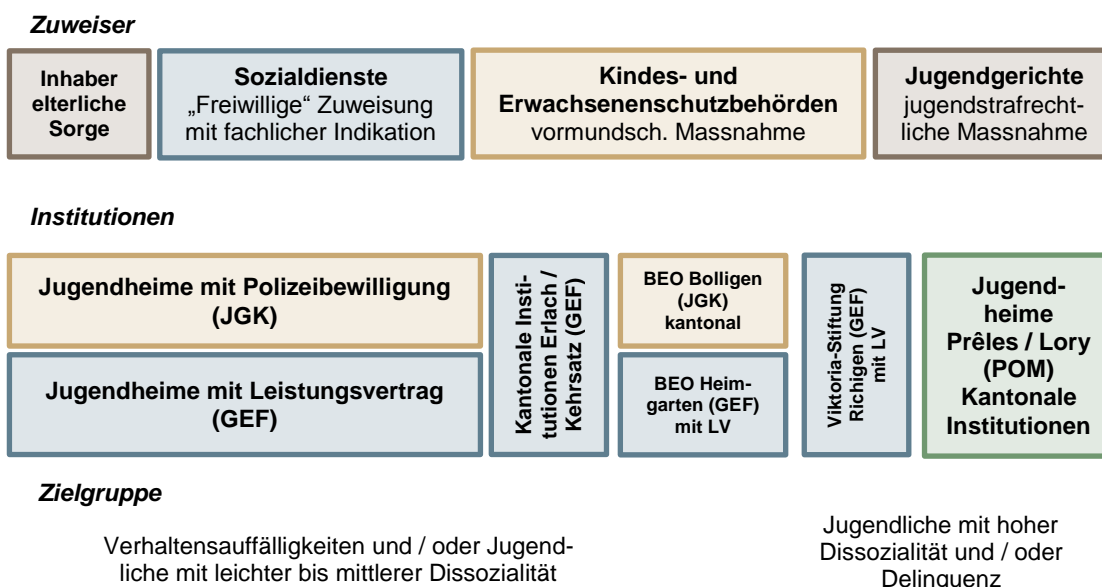 Zuweiser
Inhaber
elterliche
Sorge
Sozialdienste
„Freiwillige“ Zuweisung
mit fachlicher Indikation
Kindes- und
Erwachsenenschutzbehörden
vormundsch. Massnahme
Jugendgerichte
jugendstrafrecht-
liche Massnahme
Institutionen
Jugendheime mit Polizeibewilligung
(JGK)
Jugendheime mit Leistungsvertrag
(GEF)
Kantonale Insti-
tutionen Erlach /
Kehrsatz (GEF)
BEO Bolligen
(JGK)
kantonal
BEO Heim-
garten (GEF)
mit LV
Viktoria-Stiftung
Richigen (GEF)
mit LV
Jugend-
heime
Prêles / Lory
(POM)
Kantonale
Institutionen
Zielgruppe
Verhaltensauffälligkeiten und / oder Jugend-
liche mit leichter bis mittlerer Dissozialität
Jugendliche mit hoher
Dissozialität und / oder
Delinquenz